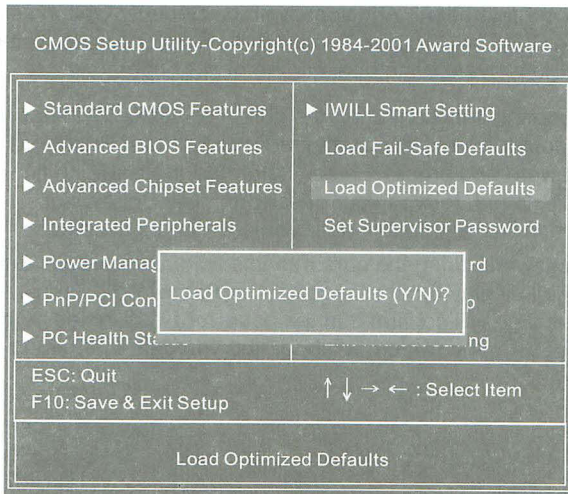 CMOS Setup Utility-Copyright(c) 1984-2001 Award Software
► Standard CMOS Features
► Advanced BIOS Features
► Advanced Chipset Features
► Integrated Peripherals
► Power Manag
► PnP/PCI Con
► PC Health Sta
► IWILL Smart Setting
Load Fail-Safe Defaults
Load Optimized Defaults
Set Supervisor Password
rd
p
ng
Load Optimized Defaults (Y/N)?
ESC: Quit
F10: Save & Exit Setup
↑ ↓ → ← : Select Item
Load Optimized Defaults